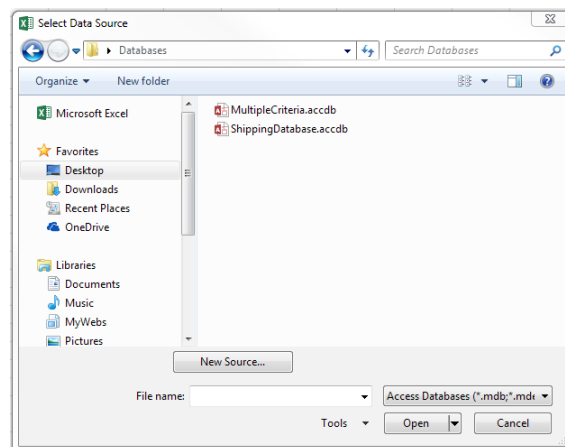 Select Data Source
Databases
Search Databases
Organize
New folder
Microsoft Excel
Favorites
Desktop
Downloads
Recent Places
OneDrive
Libraries
Documents
Music
MyWebs
Pictures
MultipleCriteria.accdb
ShippingDatabase.accdb
New Source...
File name:
Access Databases (*.mdb;*.mde
Tools
Open
Cancel